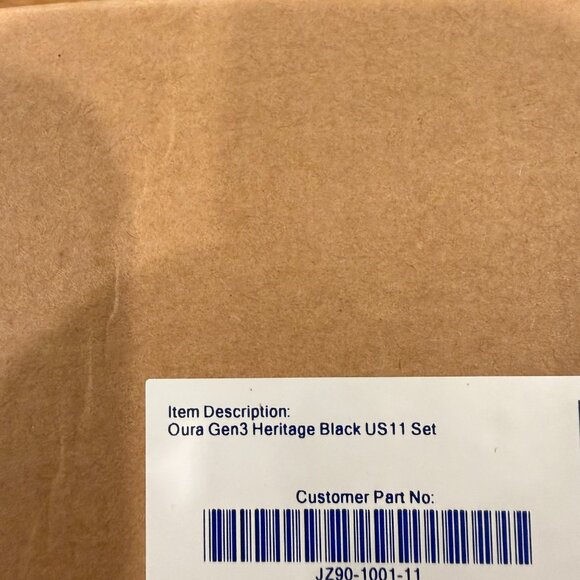 Item Description:
Oura Gen3 Heritage Black US11 Set
Customer Part No:
JZ90-1001-11